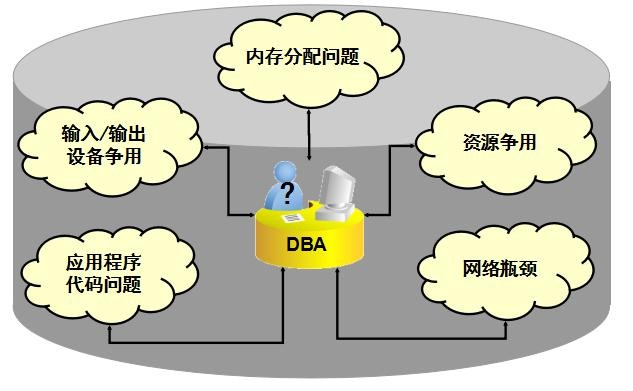 内存分配问题
输入/输出
设备争用
资源争用
?
DBA
应用程序
代码问题
网络瓶颈